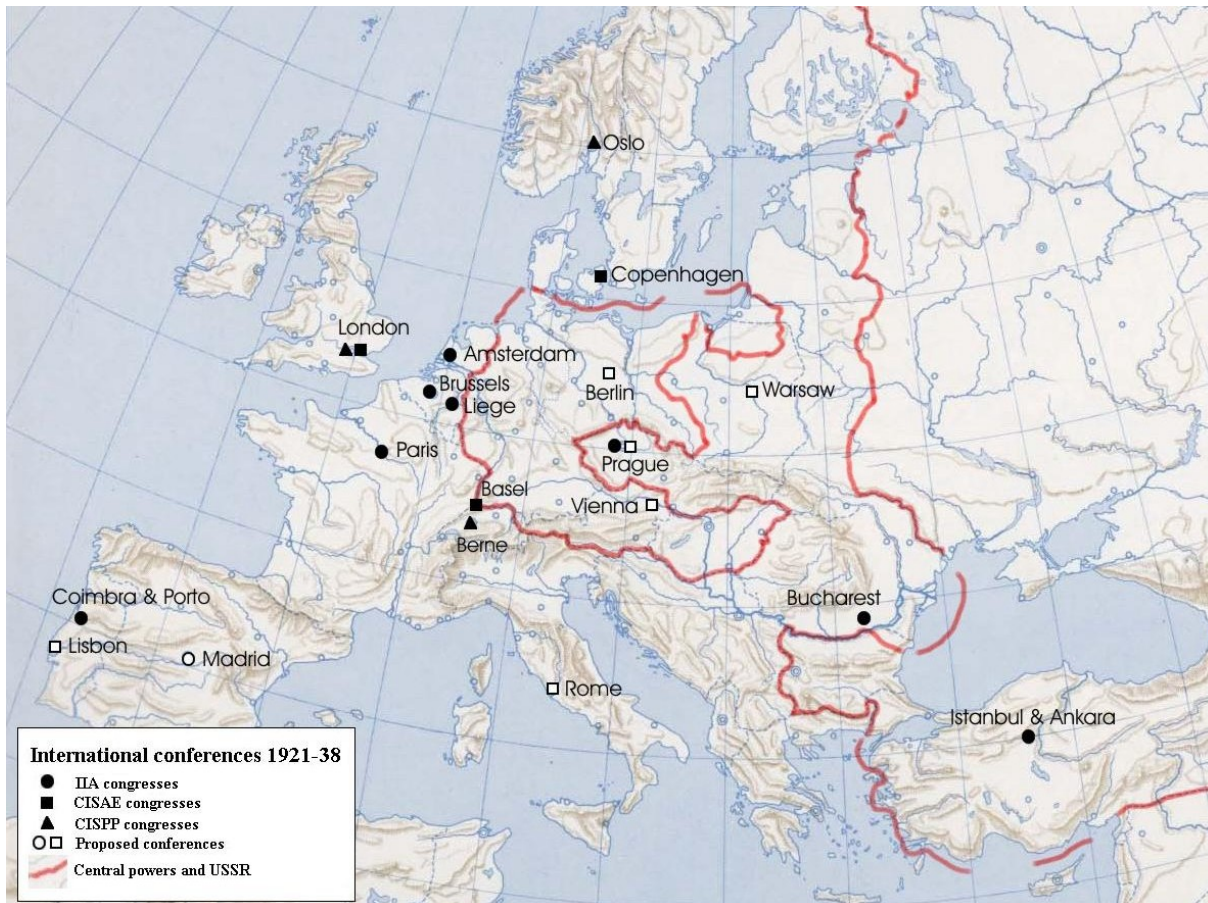 Oslo
Copenhagen
London
Amsterdam
Brussels
Liege
Berlin
Warsaw
Paris
Prague
Basel
Vienna
Berne
Coimbra & Porto
Bucharest
Lisbon
Madrid
Rome
Istanbul & Ankara
International conferences 1921-38
IIA congresses
CISAE congresses
CISPP congresses
Proposed conferences
Central powers and USSR